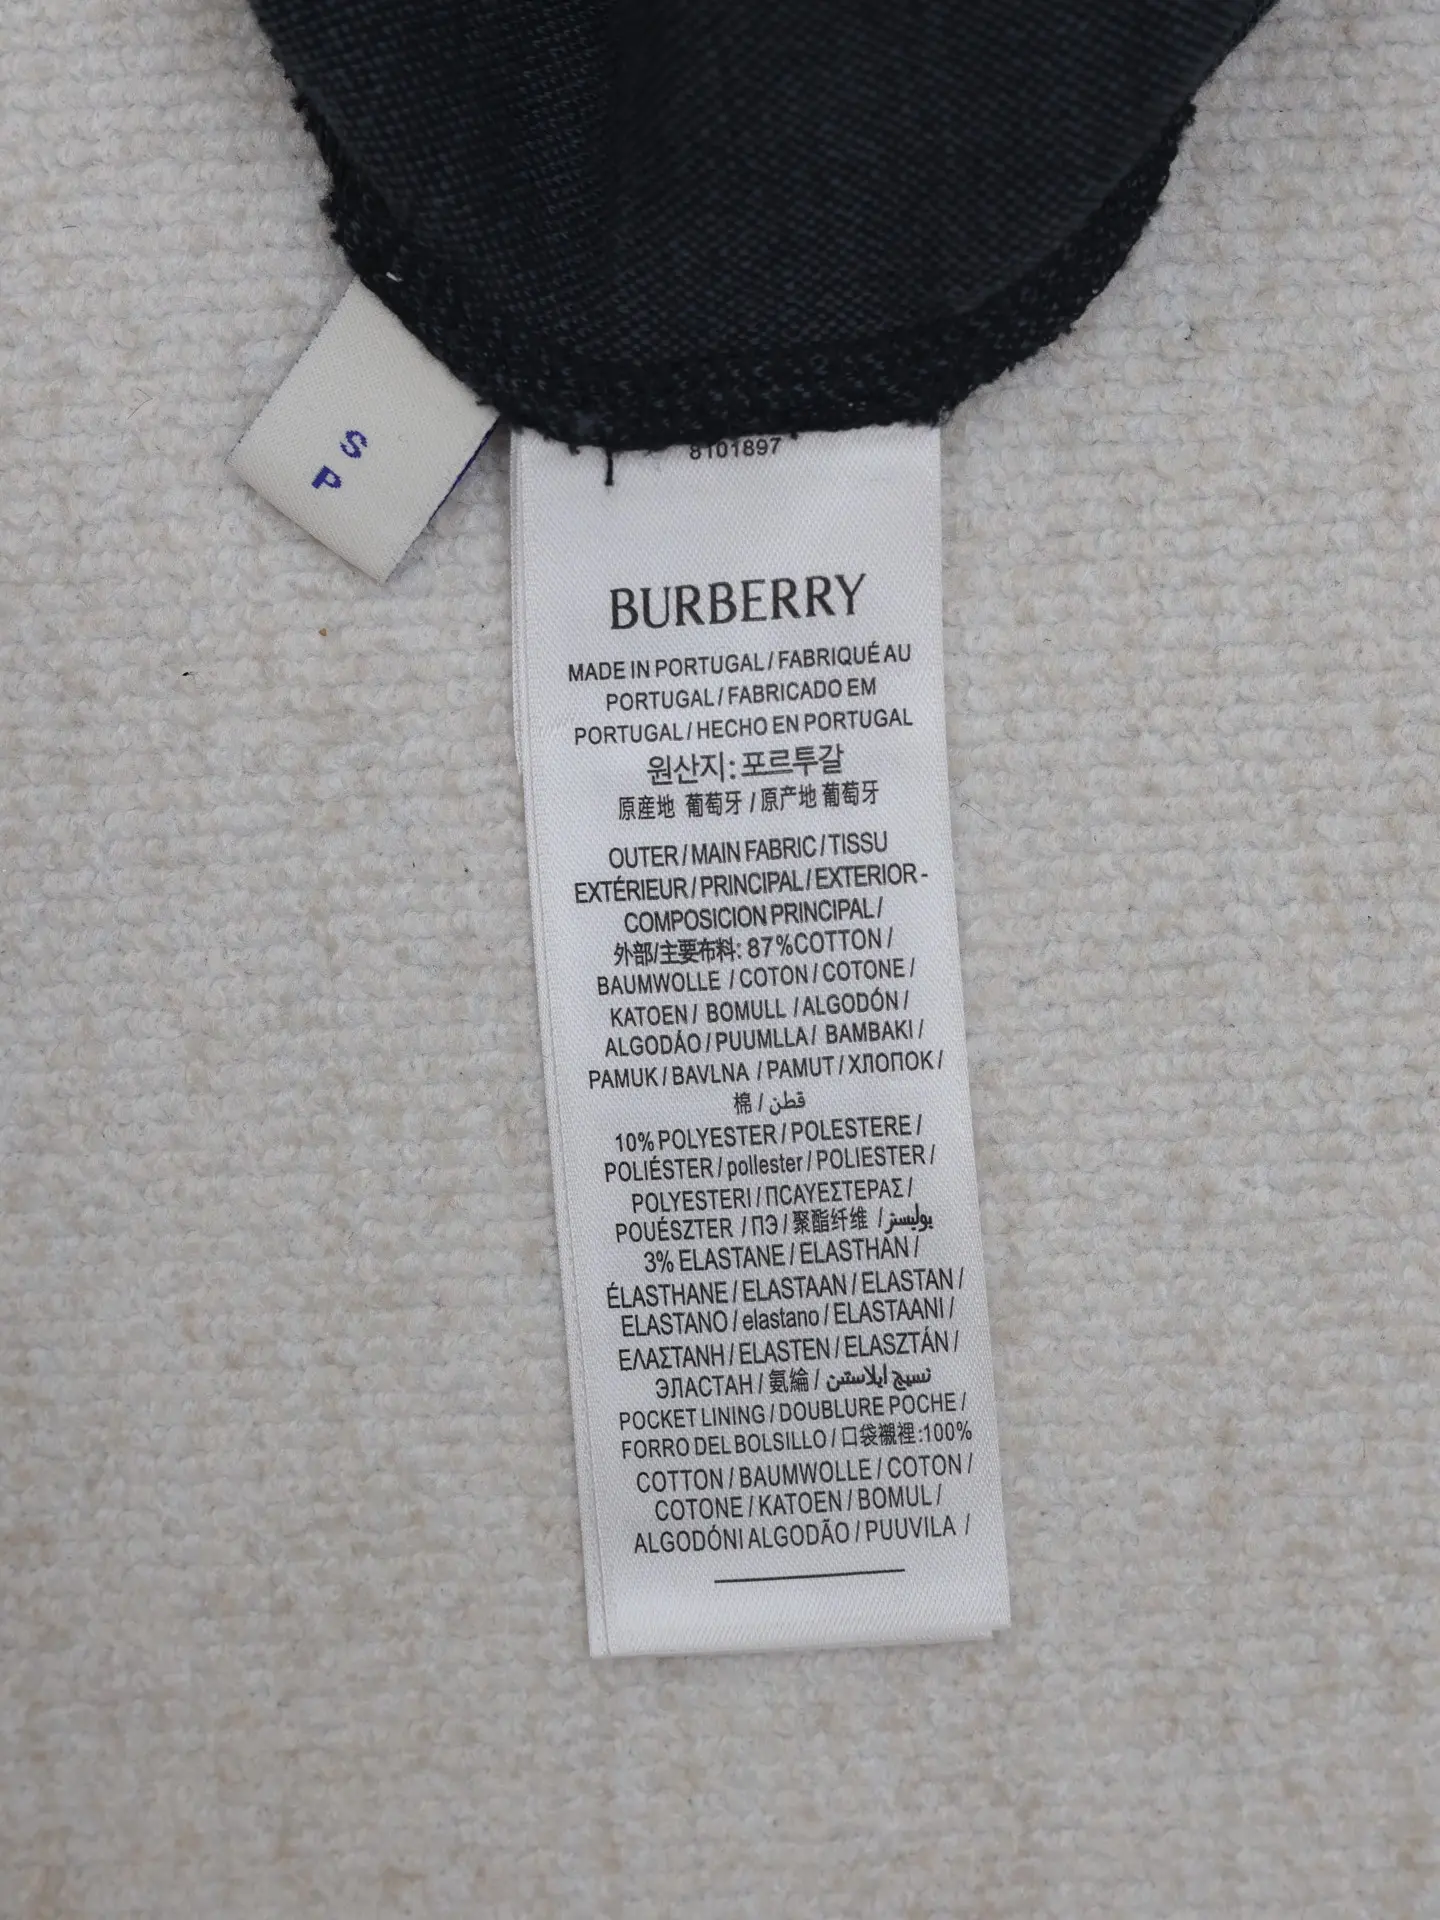 S
P
8101897
BURBERRY
MADE IN PORTUGAL / FABRIQUÉ AU
PORTUGAL / FABRICADO EM
PORTUGAL / HECHO EN PORTUGAL
원산지: 포르투갈
原産地 葡萄牙 / 原产地 葡萄牙
OUTER / MAIN FABRIC / TISSU
EXTÉRIEUR / PRINCIPAL / EXTERIOR -
COMPOSICION PRINCIPAL /
外部/主要布料: 87%COTTON /
BAUMWOLLE / COTON / COTONE /
KATOEN / BOMULL / ALGODÓN /
ALGODÁO / PUUMLLA / BAMBAKI /
PAMUK / BAVLNA / PAMUT / ХЛОПОК /
棉 / قطن
10% POLYESTER / POLESTERE /
POLIÉSTER / pollester / POLIESTER /
POLYESTERI / ΠCAYEΣTEPAΣ /
POUÉSZTER / ПЭ / 聚酯纤维 / يوليستر
3% ELASTANE / ELASTHAN /
ÉLASTHANE / ELASTAAN / ELASTAN /
ELASTANO / elastano / ELASTAANI /
ΕΛΑΣΤΑΝΗ / ELASTEN / ELASZTÁN /
ЭЛАСТАН / 氨綸 / نسيج ايلاستين
POCKET LINING / DOUBLURE POCHE /
FORRO DEL BOLSILLO / 口袋襯裡:100%
COTTON / BAUMWOLLE / COTON /
COTONE / KATOEN / BOMUL /
ALGODÓNI ALGODÃO / PUUVILA /